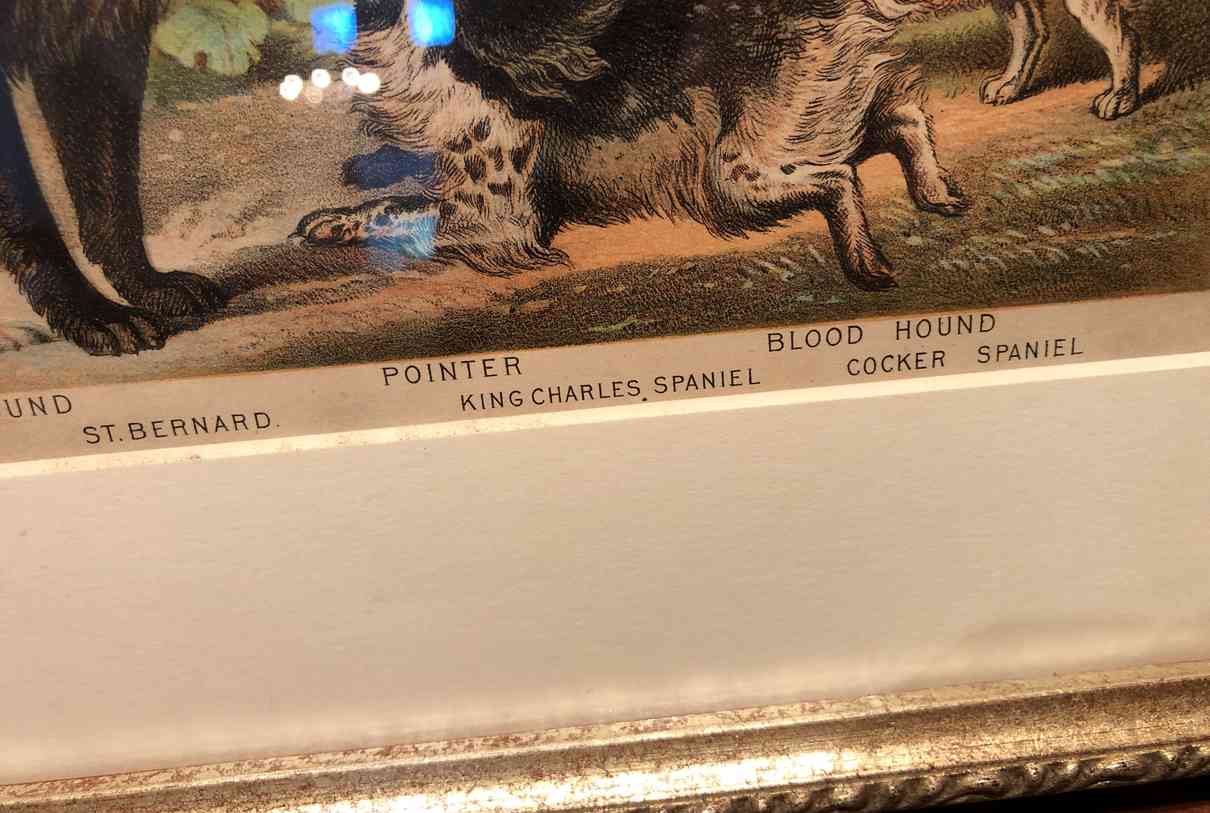 UND
ST. BERNARD.
POINTER
KING CHARLES SPANIEL
BLOOD HOUND
COCKER SPANIEL